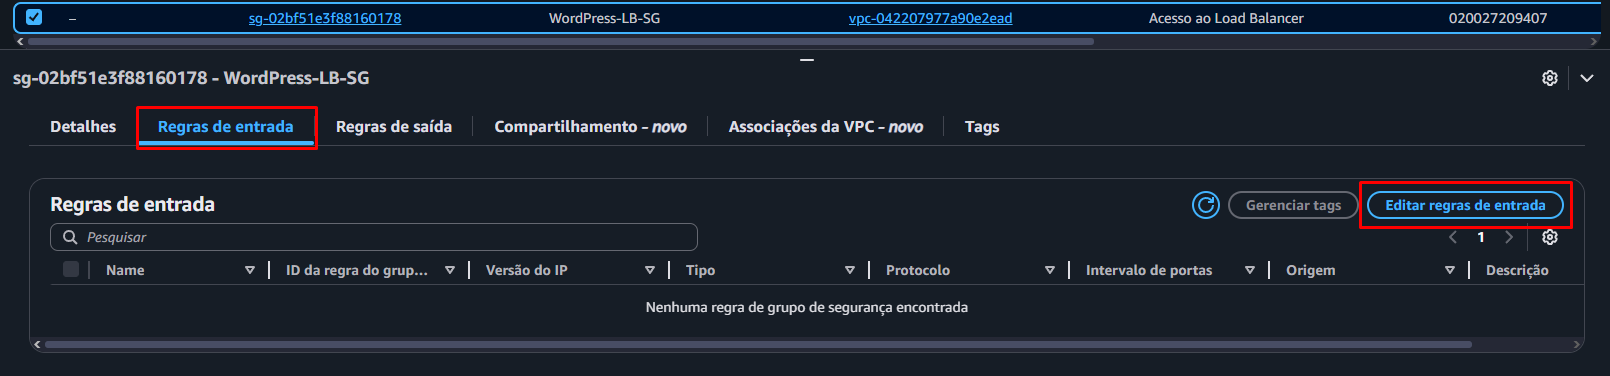 – sg-02bf51e3f88160178 WordPress-LB-SG vpc-042207977a90e2ead Acesso ao Load Balancer 020027209407
sg-02bf51e3f88160178 - WordPress-LB-SG
Detalhes Regras de entrada Regras de saída Compartilhamento – novo Associações da VPC – novo Tags
Regras de entrada Gerenciar tags Editar regras de entrada
Pesquisar 1
Name ID da regra do grup... Versão do IP Tipo Protocolo Intervalo de portas Origem Descrição
Nenhuma regra de grupo de segurança encontrada